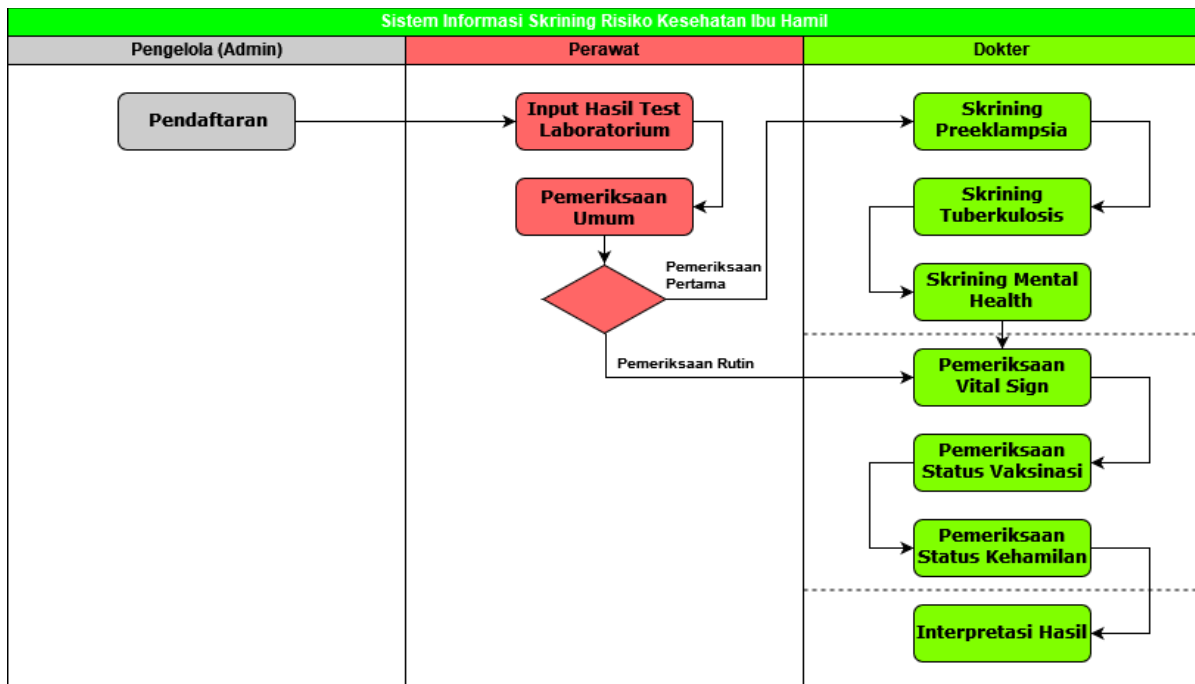 Sistem Informasi Skrining Risiko Kesehatan Ibu Hamil
Pengelola (Admin)
Perawat
Dokter
Pendaftaran
Input Hasil Test
Laboratorium
Pemeriksaan
Umum
Pemeriksaan
Pertama
Pemeriksaan Rutin
Skrining
Preeklampsia
Skrining
Tuberkulosis
Skrining Mental
Health
Pemeriksaan
Vital Sign
Pemeriksaan
Status Vaksinasi
Pemeriksaan
Status Kehamilan
Interpretasi Hasil